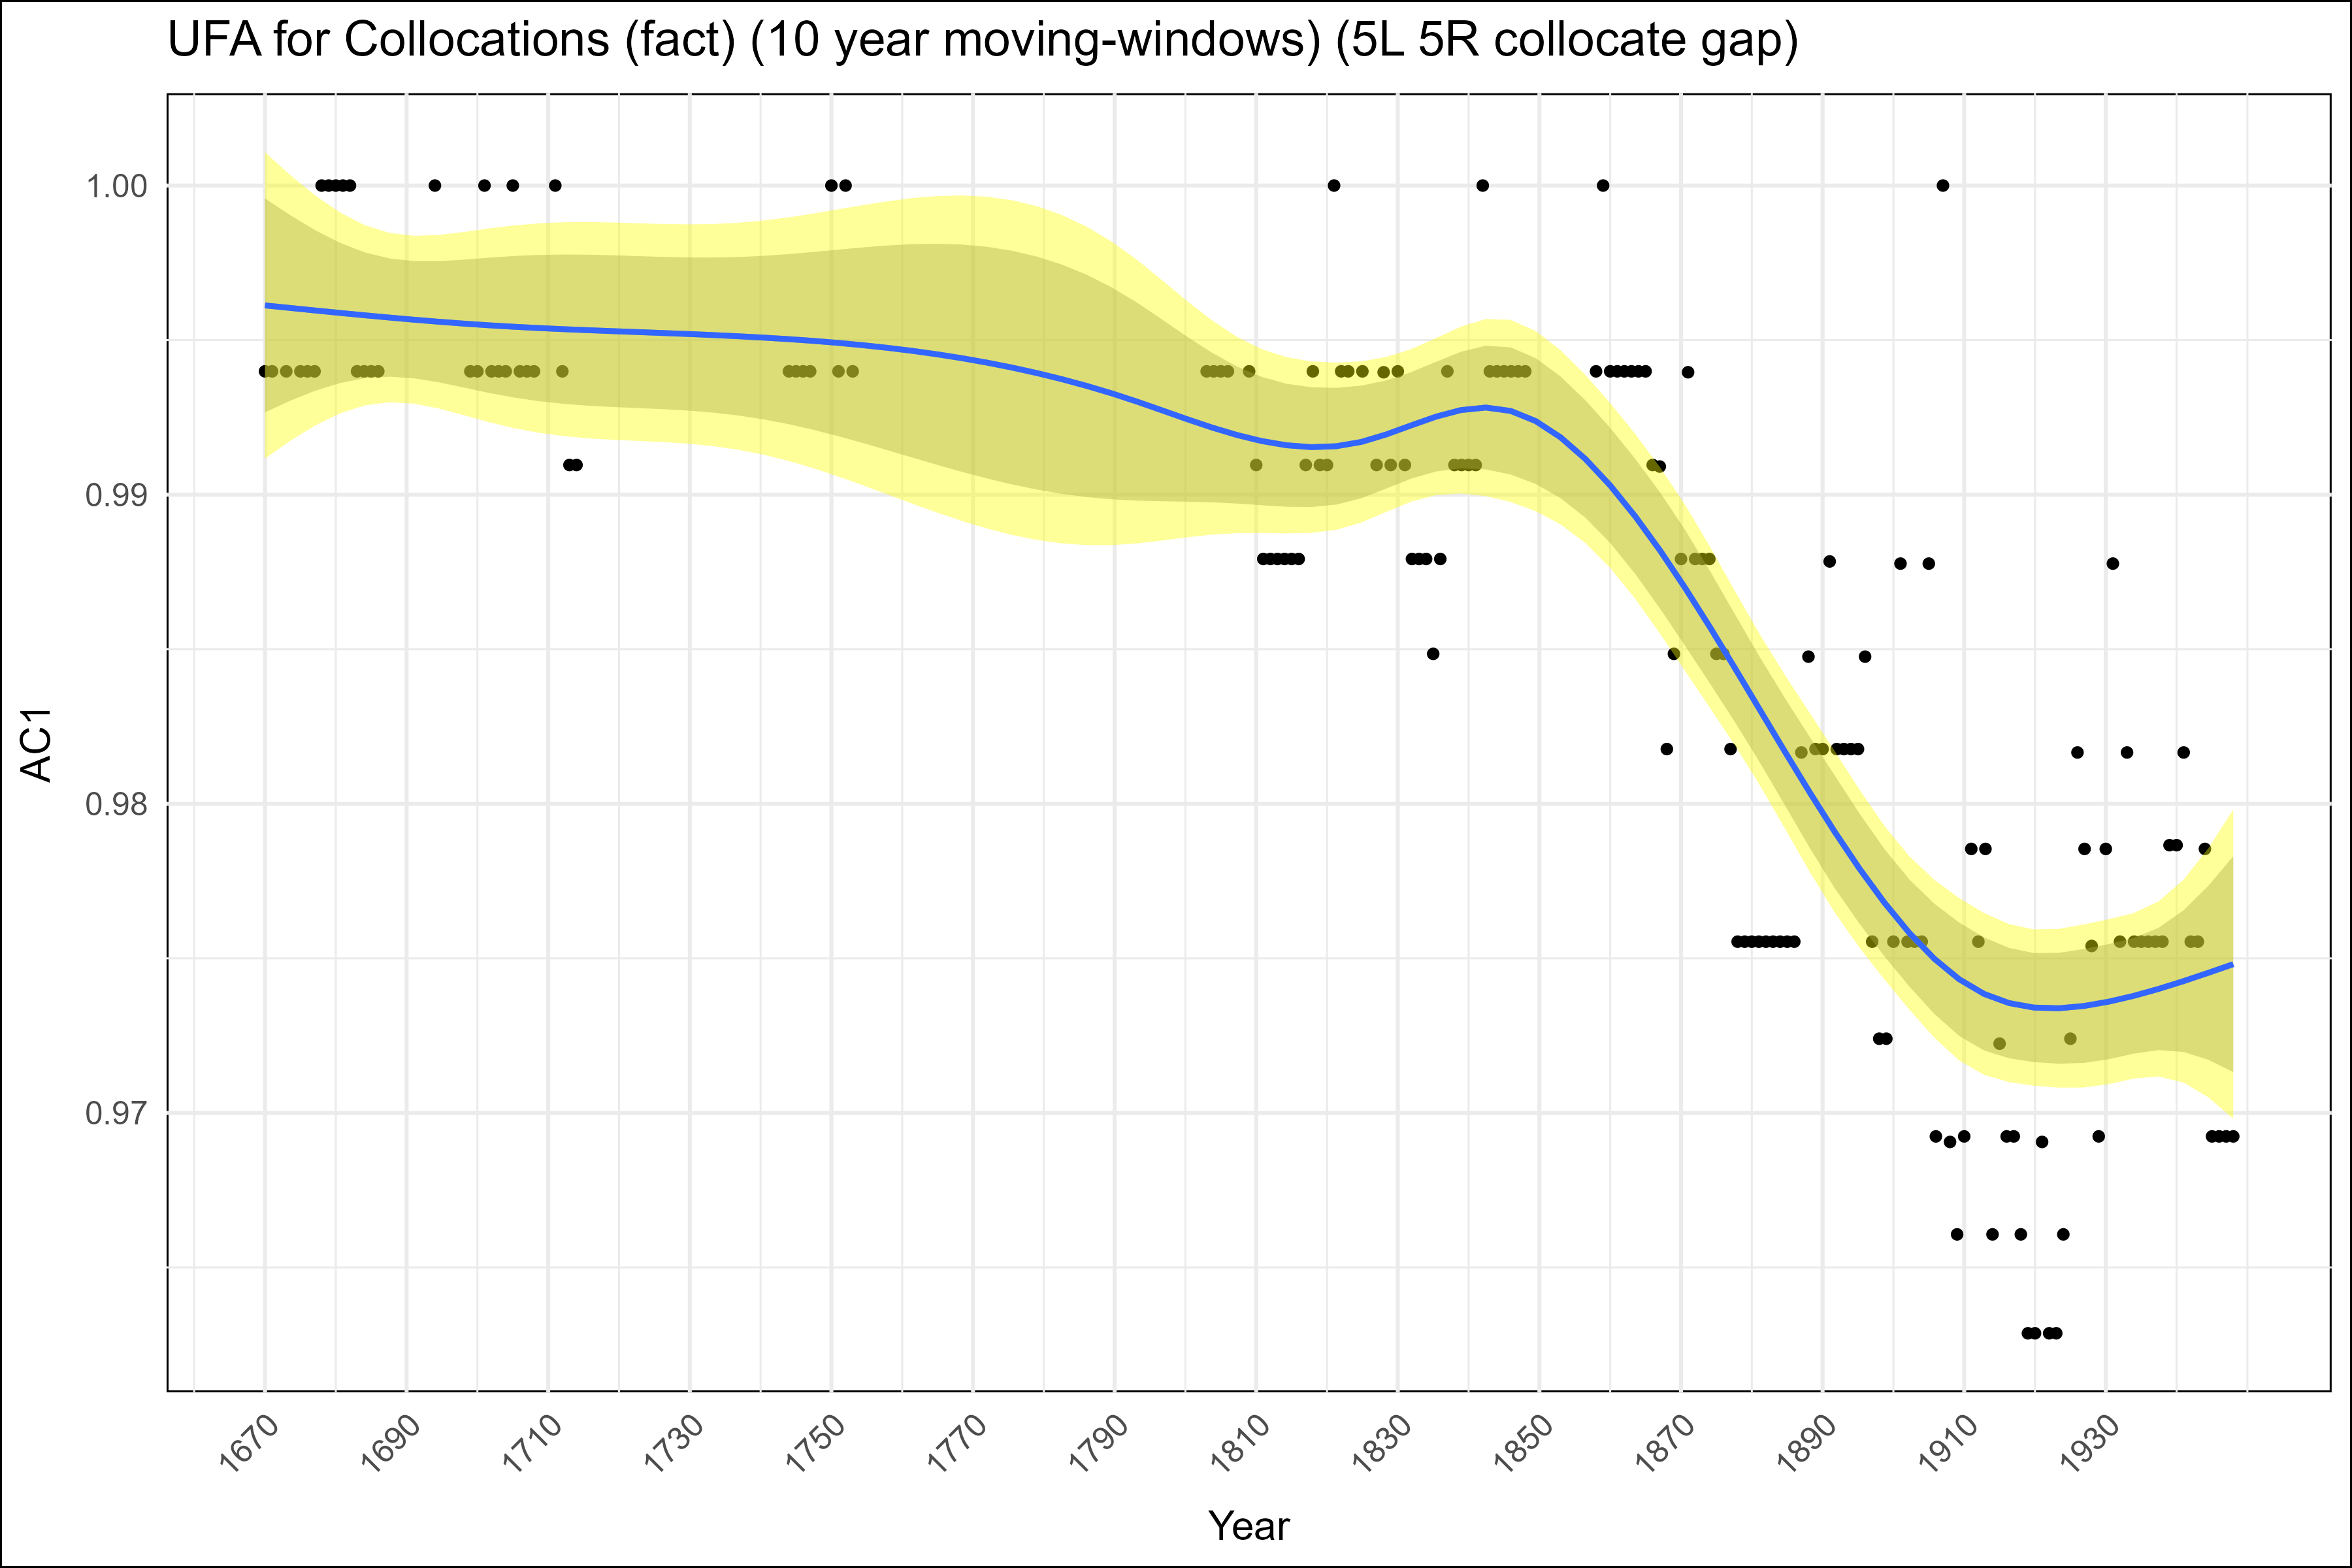 UFA for Collocations (fact) (10 year moving-windows) (5L 5R collocate gap)
1.00
0.99
0.98
0.97
AC1
1670 1690 1710 1730 1750 1770 1790 1810 1830 1850 1870 1890 1910 1930
Year